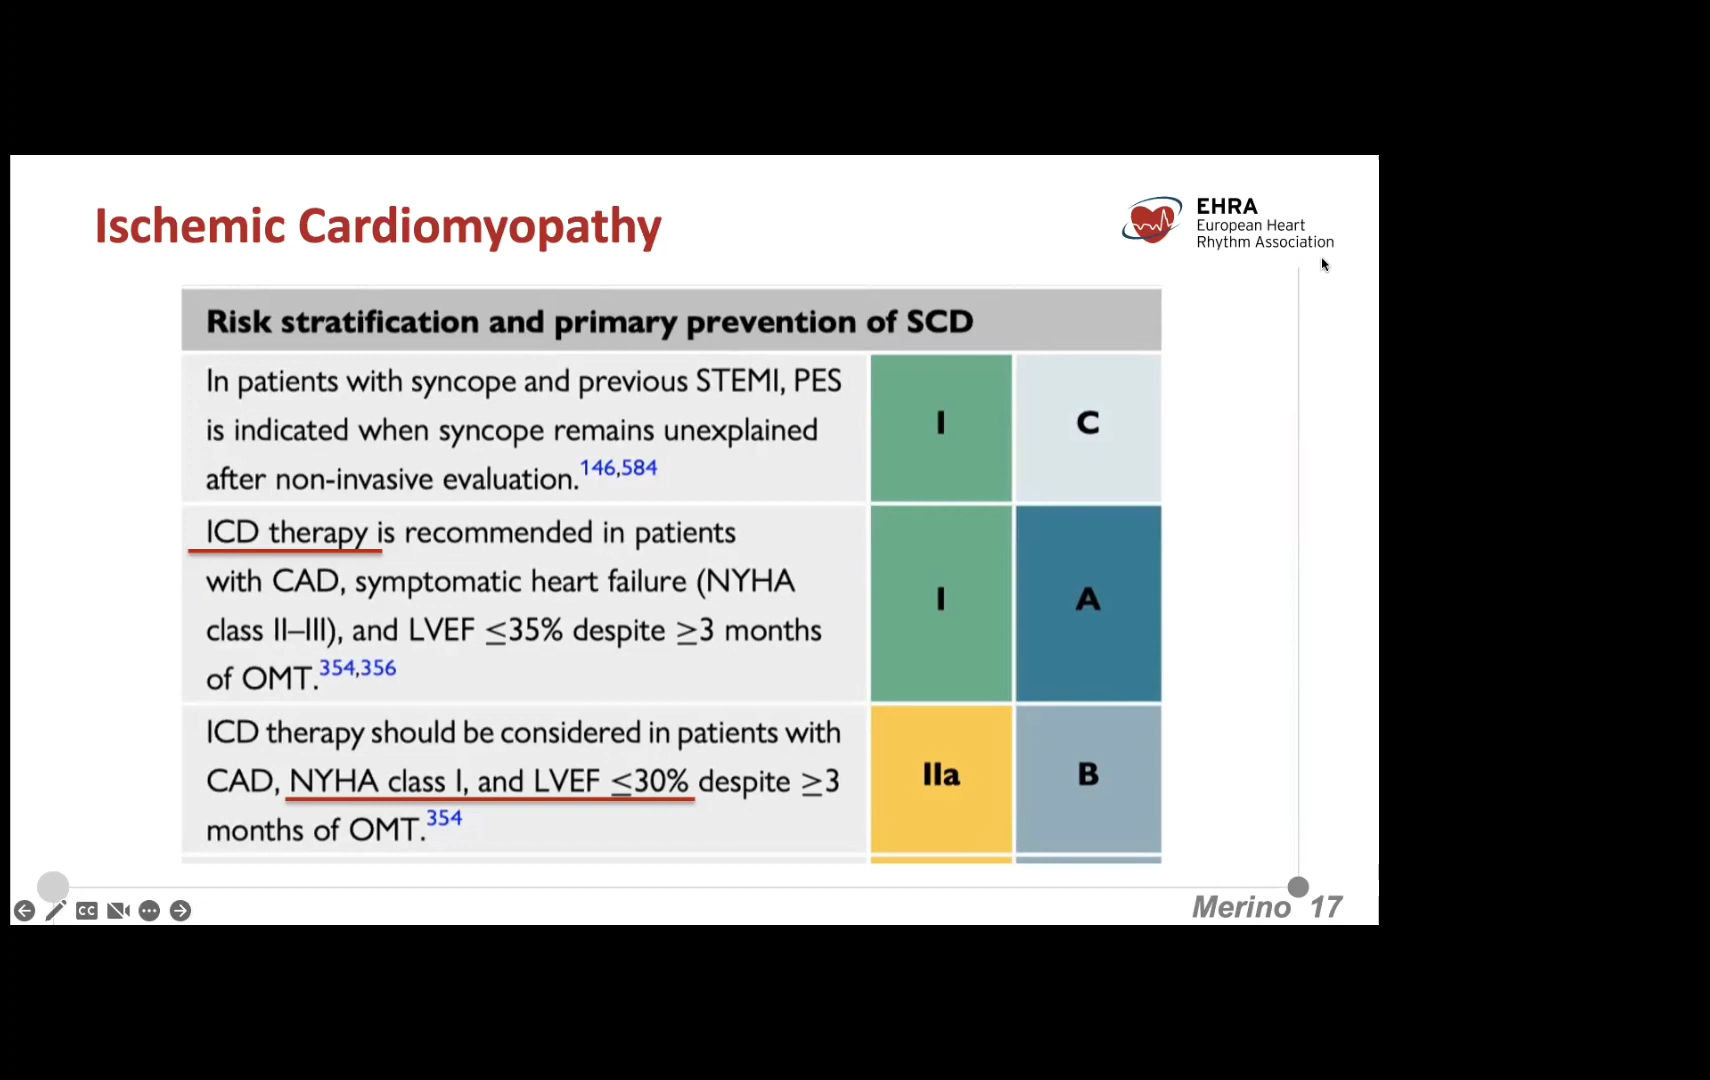 Ischemic Cardiomyopathy
EHRA
European Heart
Rhythm Association
Risk stratification and primary prevention of SCD
In patients with syncope and previous STEMI, PES
is indicated when syncope remains unexplained
after non-invasive evaluation.146,584
I
C
ICD therapy is recommended in patients
with CAD, symptomatic heart failure (NYHA
class II–III), and LVEF ≤35% despite ≥3 months
of OMT.354,356
I
A
ICD therapy should be considered in patients with
CAD, NYHA class I, and LVEF ≤30% despite ≥3
months of OMT.354
IIa
B
CC
Merino 17